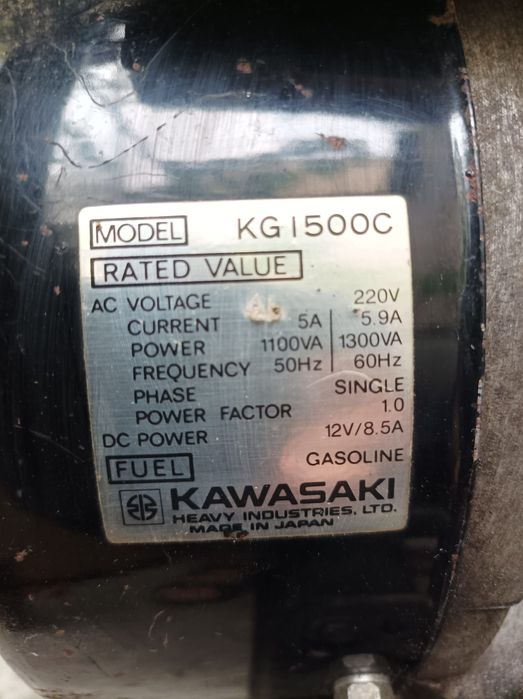 MODEL KG1500C
RATED VALUE
AC VOLTAGE 220V
CURRENT 5A 5.9A
POWER 1100VA 1300VA
FREQUENCY 50Hz 60Hz
PHASE SINGLE
POWER FACTOR 1.0
DC POWER 12V/8.5A
FUEL GASOLINE
KAWASAKI
HEAVY INDUSTRIES, LTD.
MADE IN JAPAN